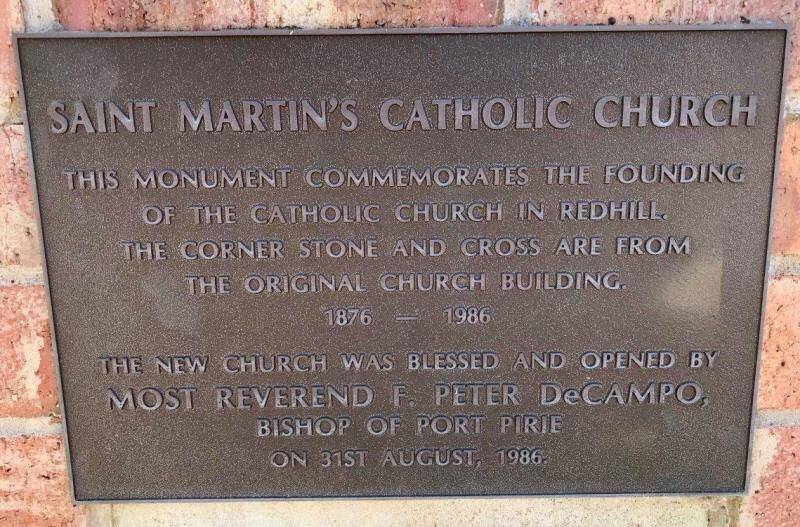 SAINT MARTIN'S CATHOLIC CHURCH
THIS MONUMENT COMMEMORATES THE FOUNDING
OF THE CATHOLIC CHURCH IN REDHILL.
THE CORNER STONE AND CROSS ARE FROM
THE ORIGINAL CHURCH BUILDING.
1876 — 1986
THE NEW CHURCH WAS BLESSED AND OPENED BY
MOST REVEREND F. PETER DeCAMPO,
BISHOP OF PORT PIRIE
ON 31ST AUGUST, 1986.